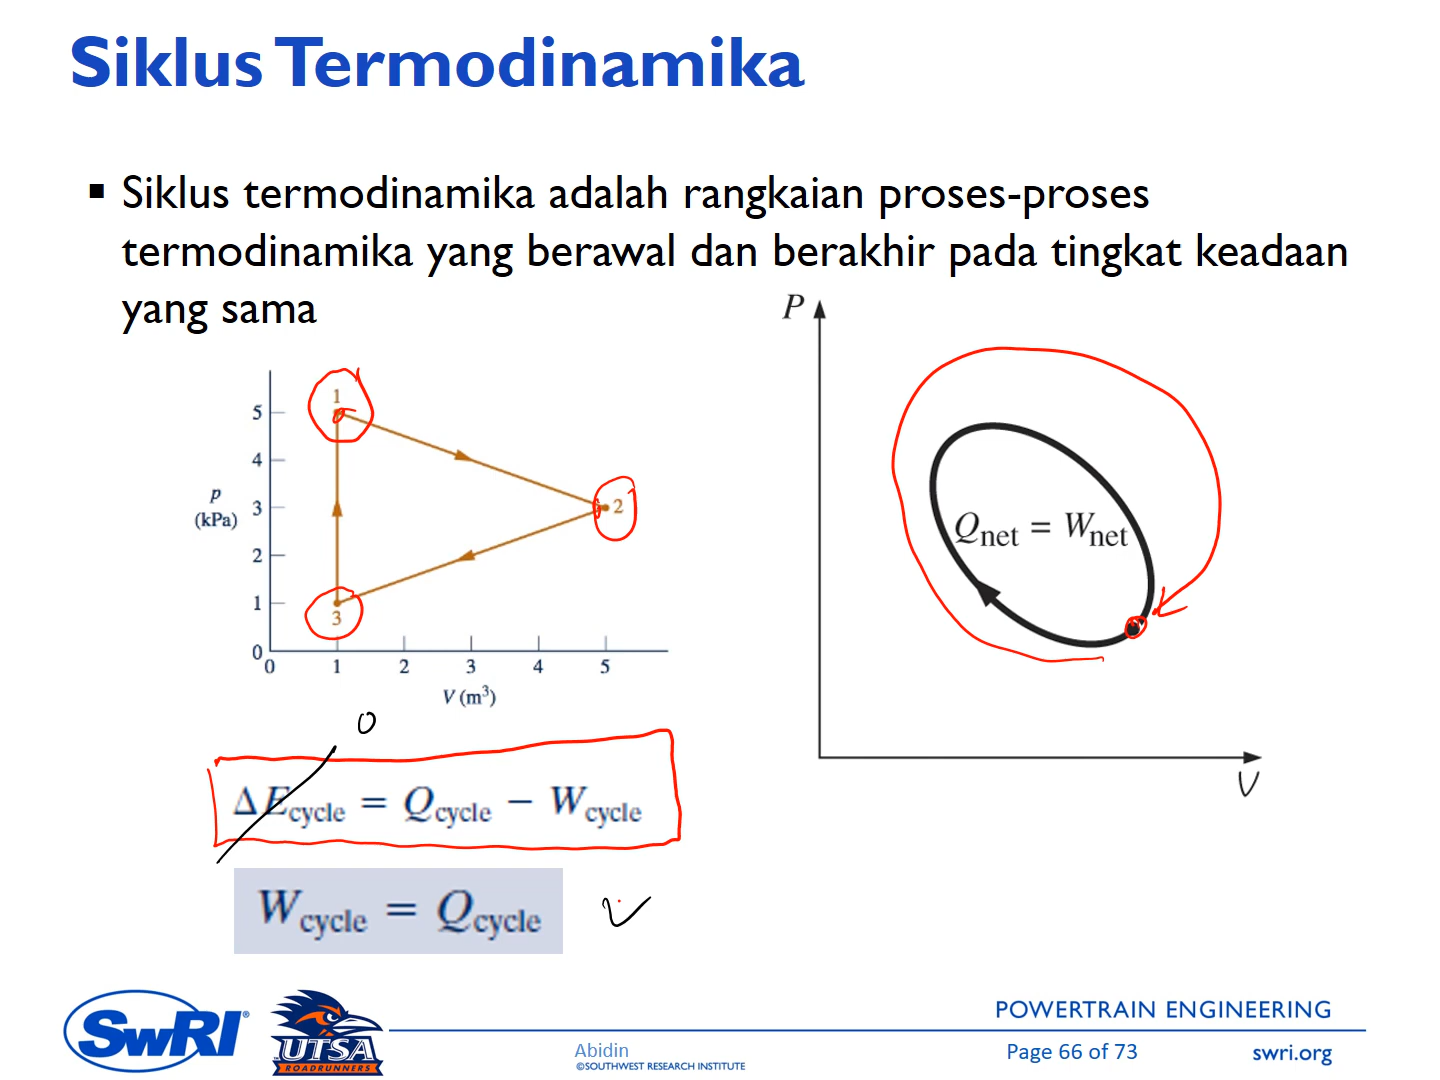 Siklus Termodinamika
▪ Siklus termodinamika adalah rangkaian proses-proses
termodinamika yang berawal dan berakhir pada tingkat keadaan
yang sama
P
1
5
4
p
(kPa)
3
2
2
1
3
0
0 1 2 3 4 5
V (m³)
Qnet = Wnet
V
0
ΔEcycle = Qcycle − Wcycle
Wcycle = Qcycle
SwRI®
UTSA
ROADRUNNERS
POWERTRAIN ENGINEERING
Abidin
©SOUTHWEST RESEARCH INSTITUTE
Page 66 of 73
swri.org